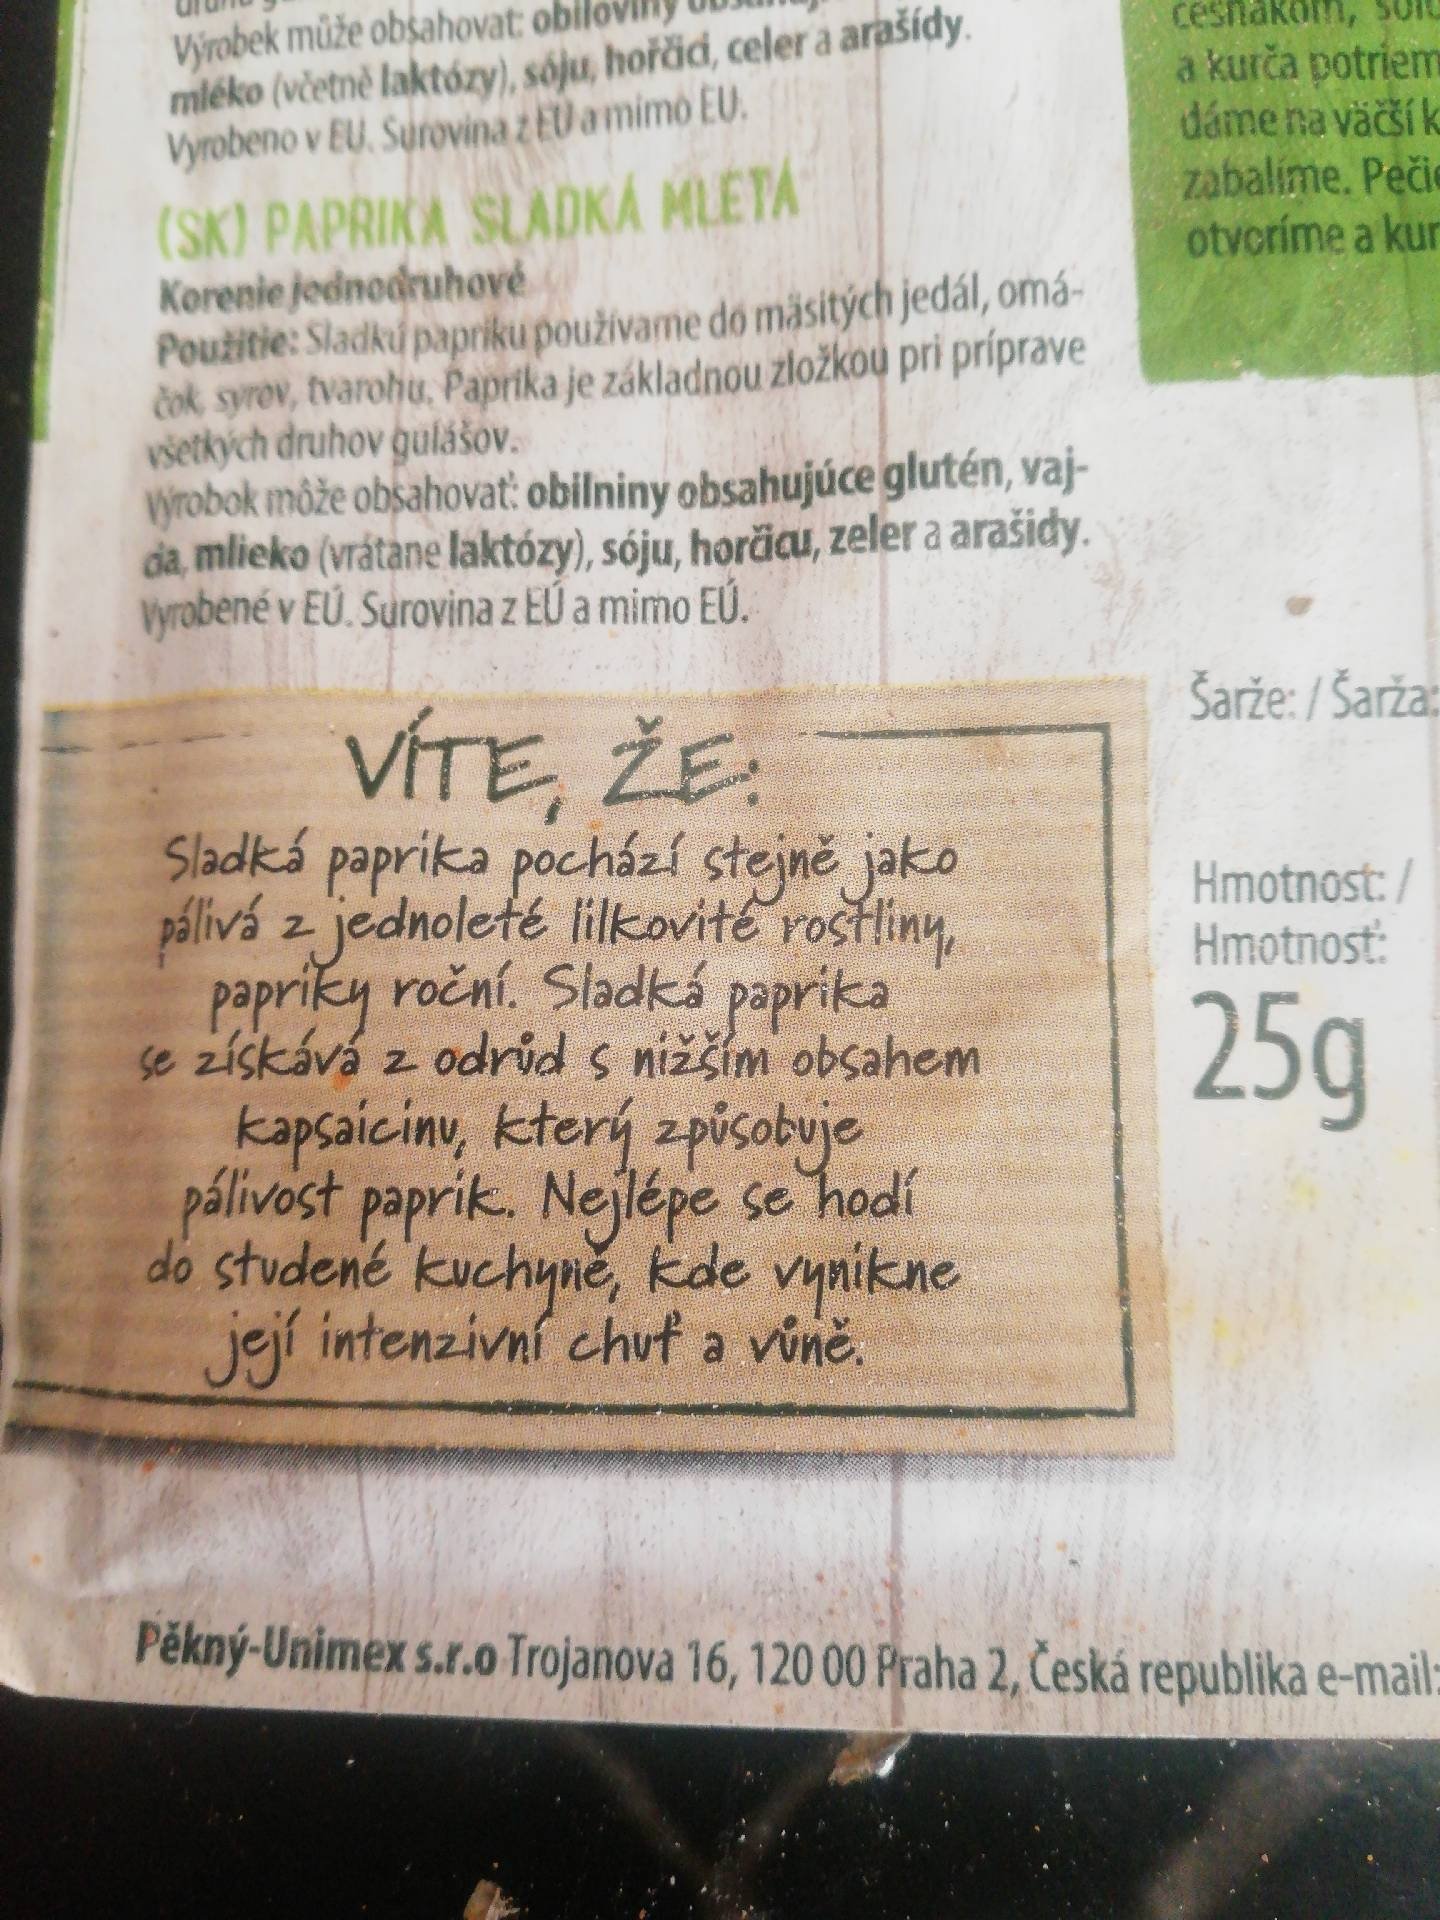 Výrobek může obsahovat: obiloviny
mléko (včetně laktózy), sóju, hořčici, celer a arašídy.
Vyrobeno v EU. Surovina z EU a mimo EU.
(SK) PAPRIKA SLADKÁ MLETÁ
Korenie jednodruhové
Použitie: Sladkú papriku používame do mäsitých jedál, omá-
čok, syrov, tvarohu. Paprika je základnou zložkou pri príprave
všetkých druhov gulášov.
Výrobok môže obsahovať: obilniny obsahujúce glutén, vaj-
cia, mlieko (vrátane laktózy), sóju, horčicu, zeler a arašidy.
Vyrobené v EÚ. Surovina z EÚ a mimo EÚ.
VÍTE, ŽE:
Sladká paprika pochází stejně jako
pálivá z jednoleté lilkovité rostliny,
papriky roční. Sladká paprika
se získává z odrůd s nižším obsahem
kapsaicinu, který způsobuje
pálivost paprik. Nejlépe se hodí
do studené kuchyně, kde vynikne
její intenzivní chuť a vůně.
cesnakom,
a kurča potriem
dáme na väčší k
zabalíme. Pečie
otvoríme a kur
Šarže: / Šarža:
Hmotnost: /
Hmotnosť:
25g
Pěkný-Unimex s.r.o Trojanova 16, 120 00 Praha 2, Česká republika e-mail: